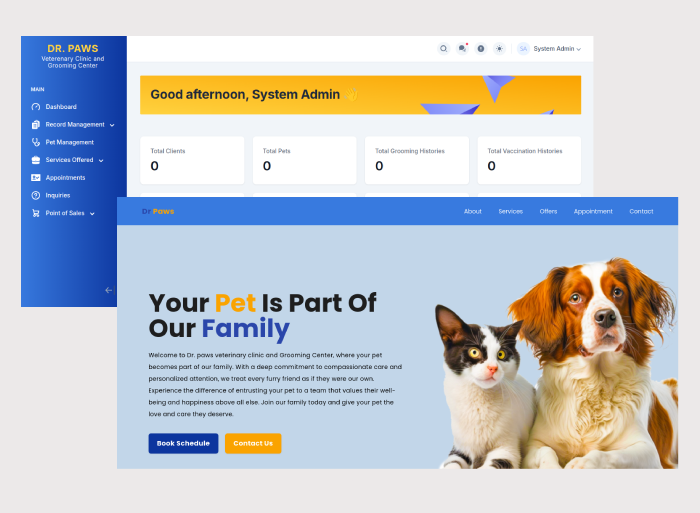 DR. PAWS
Veterenary Clinic and
Grooming Center
MAIN
Dashboard
Record Management
Pet Management
Services Offered
Appointments
Inquiries
Point of Sales
SA
System Admin
Good afternoon, System Admin
Total Clients
0
Total Pets
0
Total Grooming Histories
0
Total Vaccination Histories
0
Dr Paws
About
Services
Offers
Appointment
Contact
Your Pet Is Part Of
Our Family
Welcome to Dr. paws veterinary clinic and Grooming Center, where your pet
becomes part of our family. With a deep commitment to compassionate care and
personalized attention, we treat every furry friend as if they were our own.
Experience the difference of entrusting your pet to a team that values their well-
being and happiness above all else. Join our family today and give your pet the
love and care they deserve.
Book Schedule
Contact Us